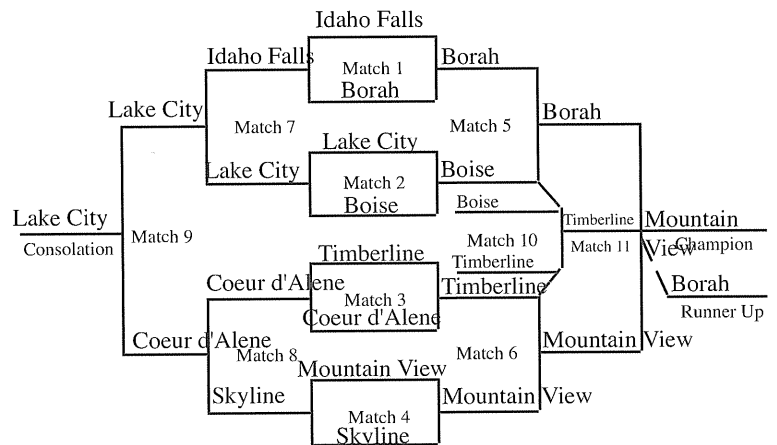 Idaho Falls
Idaho Falls
Match 1
Borah
Borah
Lake City
Match 7
Lake City
Match 5
Borah
Lake City
Match 2
Boise
Boise
Boise
Lake City
Consolation
Match 9
Match 10
Timberline
Match 11
Mountain View
Champion
Timberline
Timberline
Coeur d'Alene
Match 3
Timberline
Coeur d'Alene
Borah
Runner Up
Coeur d'Alene
Match 8
Mountain View
Match 6
Mountain View
Skyline
Match 4
Mountain View
Skyline